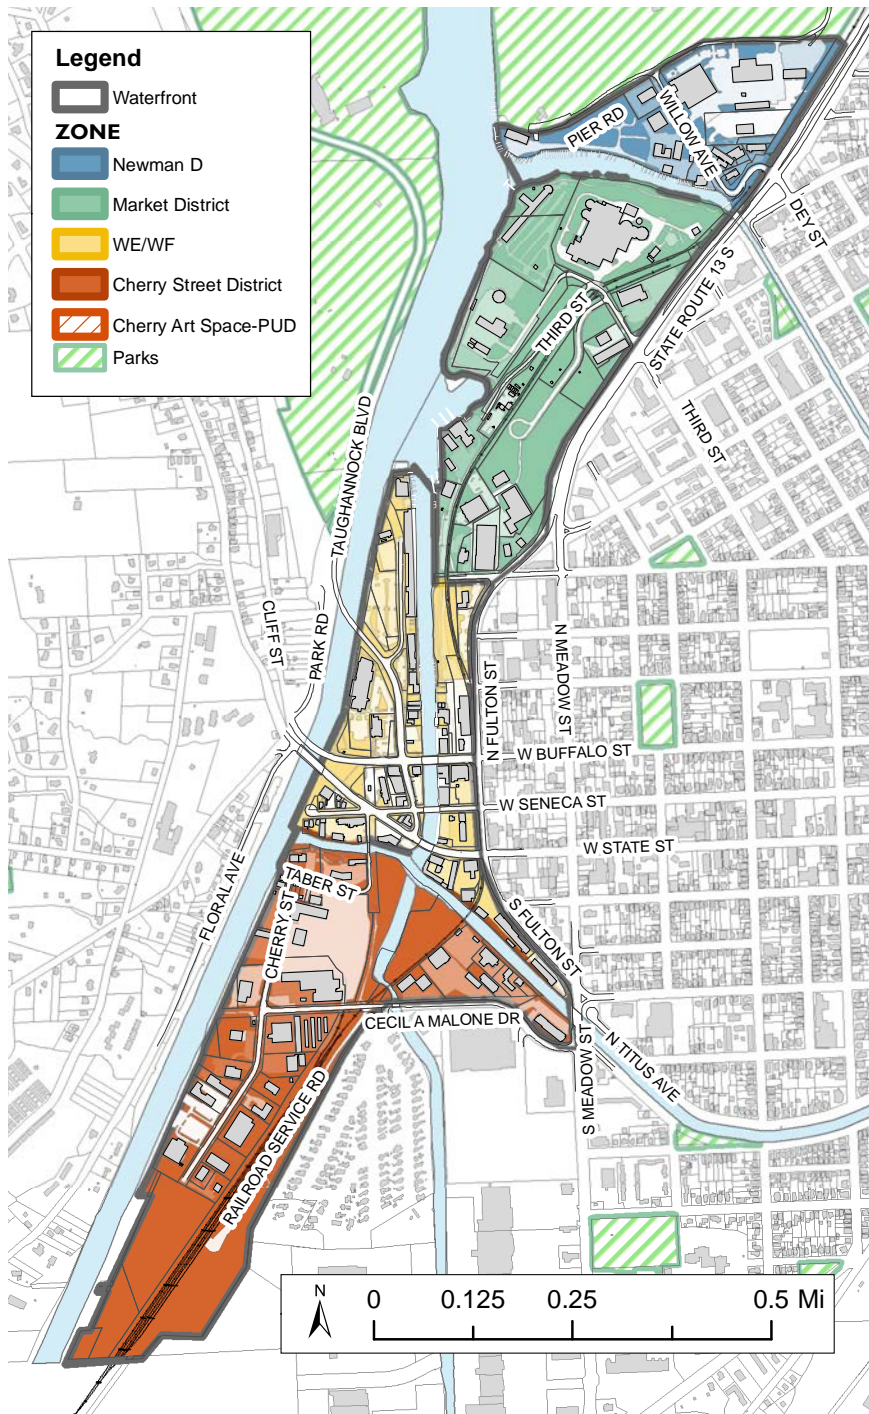 Legend
Waterfront
ZONE
Newman D
Market District
WE/WF
Cherry Street District
Cherry Art Space-PUD
Parks
PIER RD
WILLOW AVE
DEY ST
STATE ROUTE 13 S
THIRD ST
THIRD ST
TAUGHANNOCK BLVD
CLIFF ST
PARK RD
N MEADOW ST
N FULTON ST
W BUFFALO ST
W SENECA ST
W STATE ST
FLORAL AVE
TABER ST
CHERRY ST
S FULTON ST
CECIL A MALONE DR
S MEADOW ST
N TITUS AVE
RAILROAD SERVICE RD
N
0 0.125 0.25 0.5 Mi